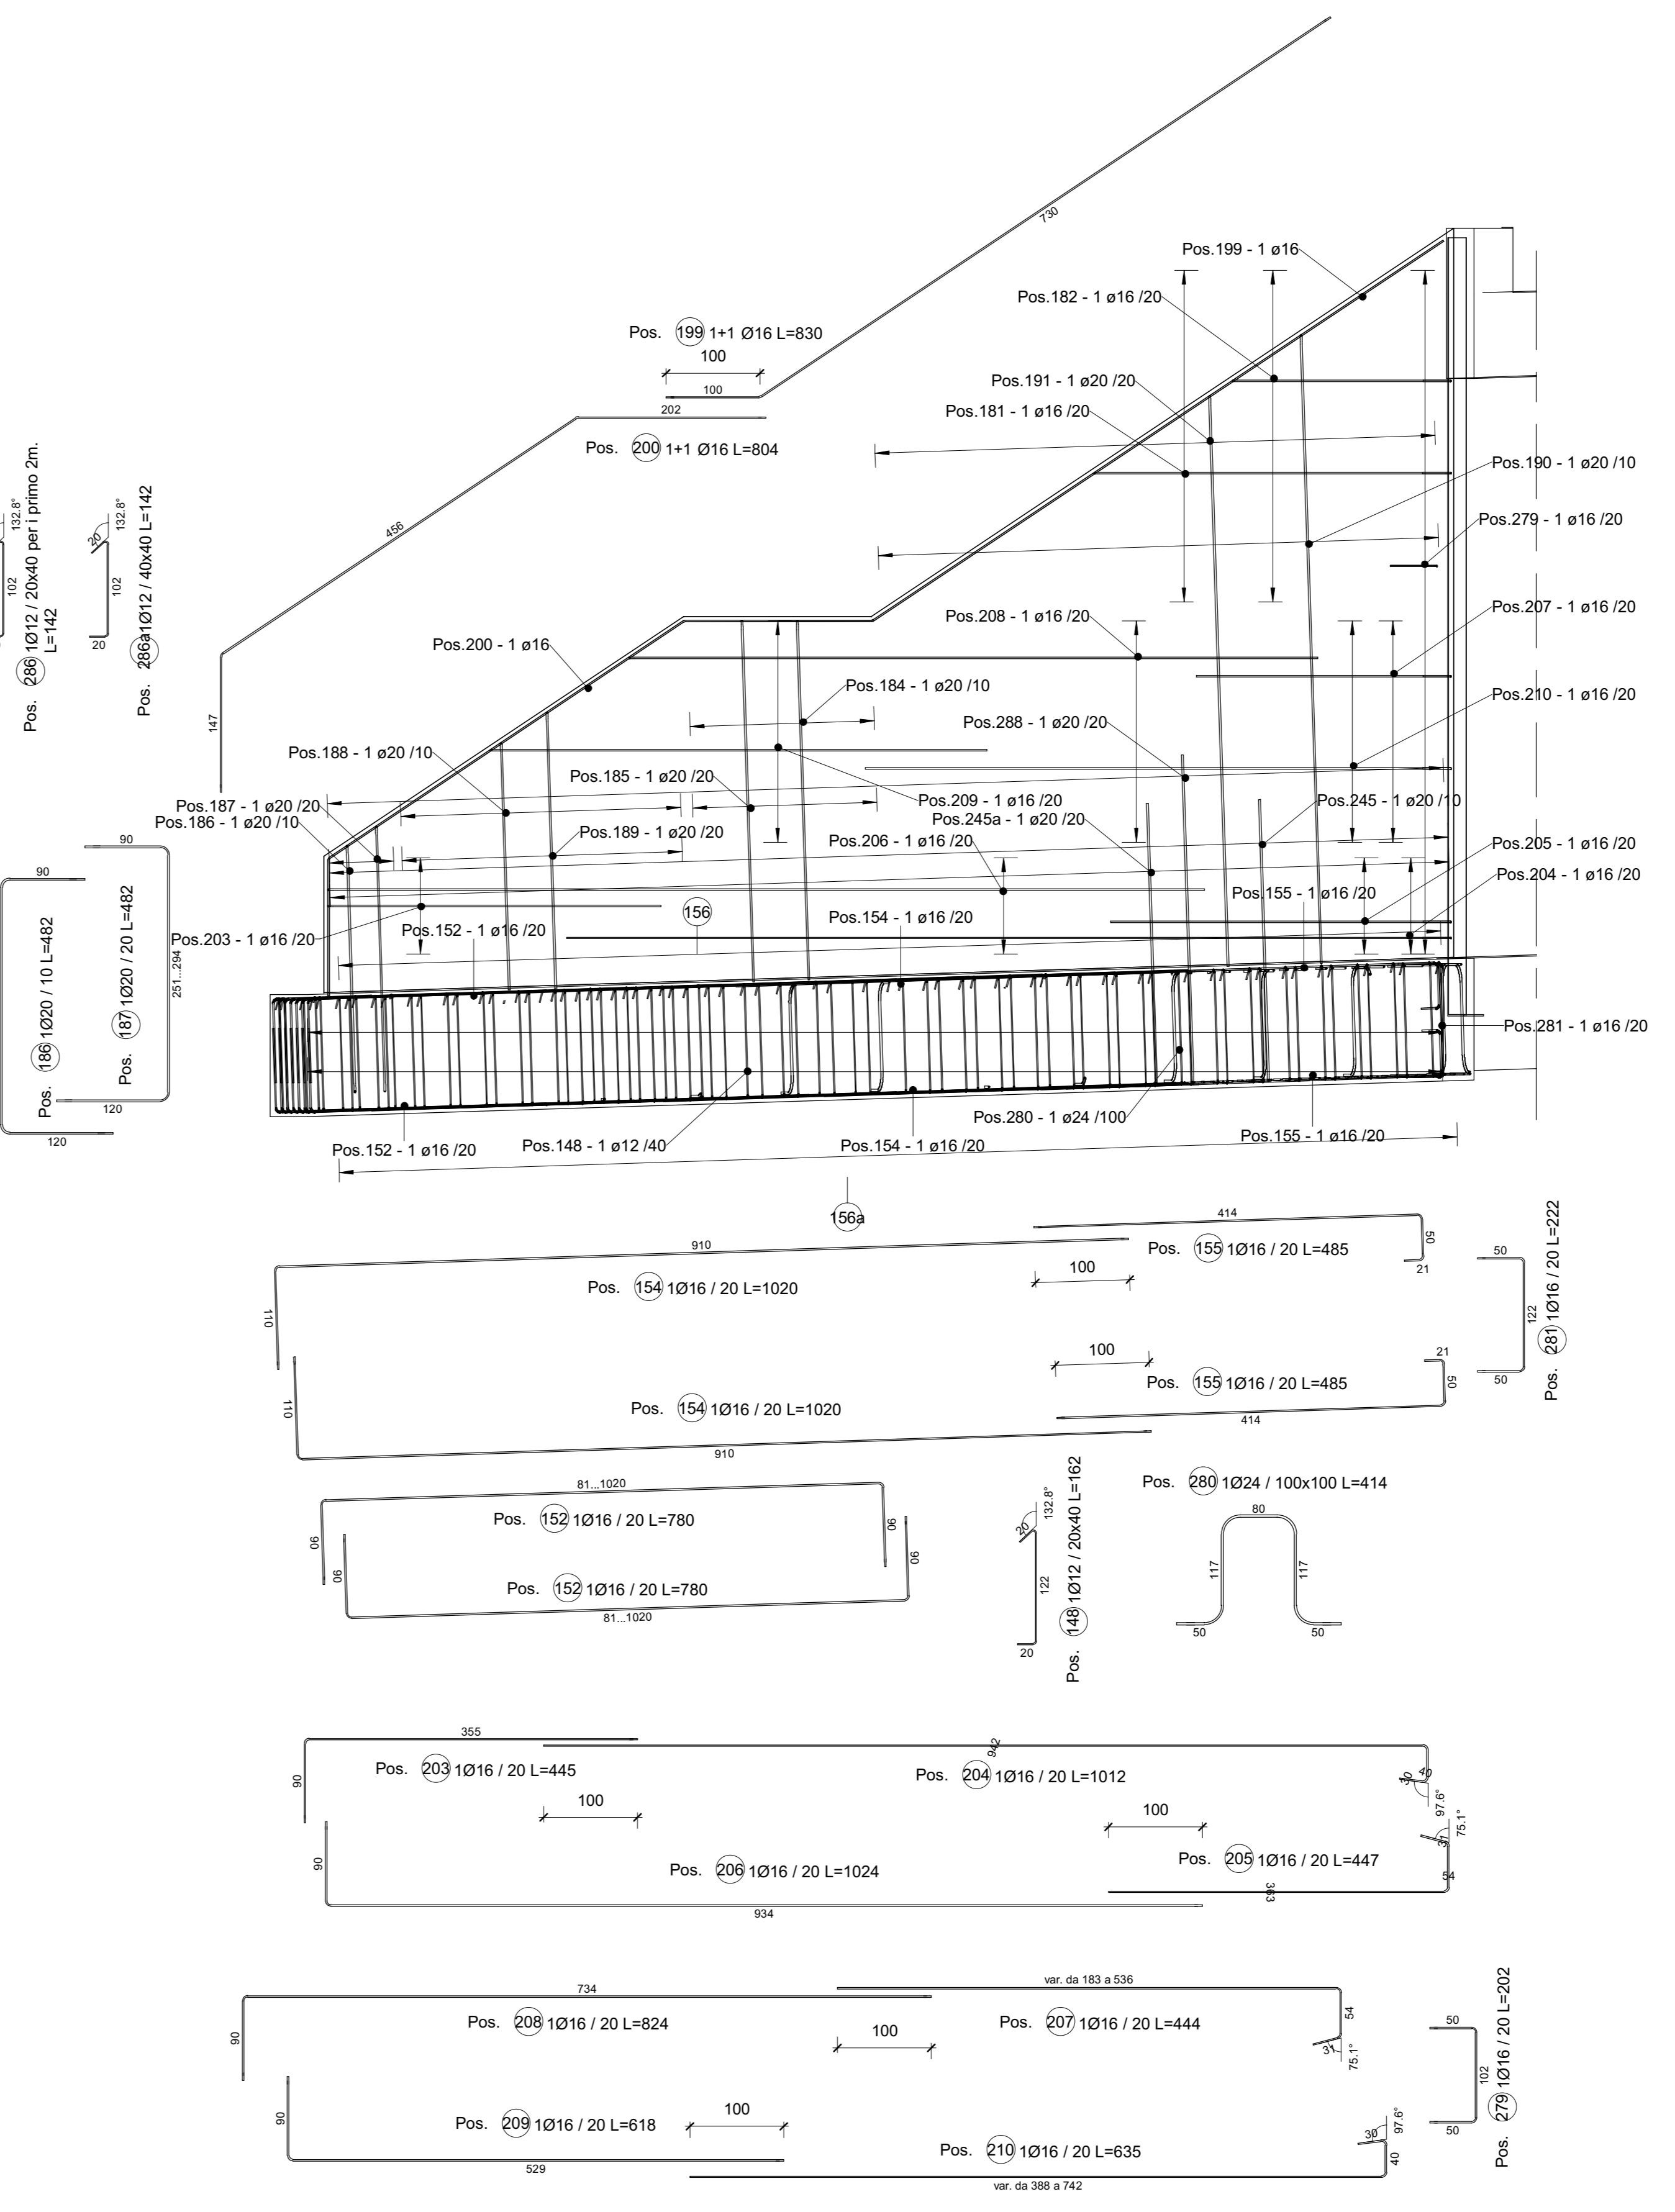 730
Pos.199 - 1 ø16
Pos.182 - 1 ø16 /20
Pos. 199 1+1 Ø16 L=830
100
100
202
Pos. 200 1+1 Ø16 L=804
Pos.191 - 1 ø20 /20
Pos.181 - 1 ø16 /20
Pos.190 - 1 ø20 /10
Pos.279 - 1 ø16 /20
456
132.8°
102
Pos. 286 1Ø12 / 20x40 per i primo 2m.
L=142
132.8°
20
102
20
Pos. 286a 1Ø12 / 40x40 L=142
147
Pos.207 - 1 ø16 /20
Pos.208 - 1 ø16 /20
Pos.200 - 1 ø16
Pos.184 - 1 ø20 /10
Pos.210 - 1 ø16 /20
Pos.288 - 1 ø20 /20
Pos.188 - 1 ø20 /10
Pos.185 - 1 ø20 /20
Pos.187 - 1 ø20 /20
Pos.186 - 1 ø20 /10
Pos.209 - 1 ø16 /20
Pos.245 - 1 ø20 /10
Pos.245a - 1 ø20 /20
Pos.189 - 1 ø20 /20
Pos.206 - 1 ø16 /20
Pos.205 - 1 ø16 /20
Pos.204 - 1 ø16 /20
90
90
Pos. 186 1Ø20 / 10 L=482
Pos. 187 1Ø20 / 20 L=482
251...294
120
120
Pos.155 - 1 ø16 /20
156
Pos.154 - 1 ø16 /20
Pos.203 - 1 ø16 /20
Pos.152 - 1 ø16 /20
Pos.281 - 1 ø16 /20
Pos.280 - 1 ø24 /100
Pos.152 - 1 ø16 /20
Pos.148 - 1 ø12 /40
Pos.154 - 1 ø16 /20
Pos.155 - 1 ø16 /20
156a
910
414
50
21
Pos. 154 1Ø16 / 20 L=1020
Pos. 155 1Ø16 / 20 L=485
100
110
50
122
50
Pos. 281 1Ø16 / 20 L=222
100
21
50
Pos. 155 1Ø16 / 20 L=485
110
Pos. 154 1Ø16 / 20 L=1020
414
910
81...1020
Pos. 152 1Ø16 / 20 L=780
90
90
90
90
Pos. 152 1Ø16 / 20 L=780
81...1020
132.8°
20
122
20
Pos. 148 1Ø12 / 20x40 L=162
Pos. 280 1Ø24 / 100x100 L=414
80
117
117
50
50
355
Pos. 203 1Ø16 / 20 L=445
90
942
Pos. 204 1Ø16 / 20 L=1012
30
40
97.6°
100
100
75.1°
31
54
90
Pos. 206 1Ø16 / 20 L=1024
Pos. 205 1Ø16 / 20 L=447
363
934
734
Pos. 208 1Ø16 / 20 L=824
90
var. da 183 a 536
Pos. 207 1Ø16 / 20 L=444
100
54
31
75.1°
50
102
50
Pos. 279 1Ø16 / 20 L=202
90
Pos. 209 1Ø16 / 20 L=618
100
529
Pos. 210 1Ø16 / 20 L=635
30
97.6°
40
var. da 388 a 742